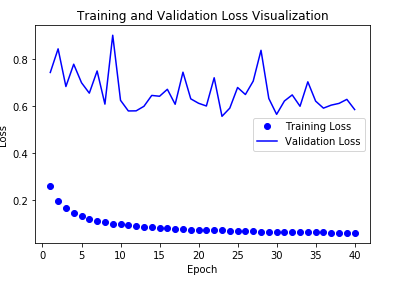 Training and Validation Loss Visualization
0.8
0.6
0.4
0.2
Loss
Training Loss
Validation Loss
0 5 10 15 20 25 30 35 40
Epoch